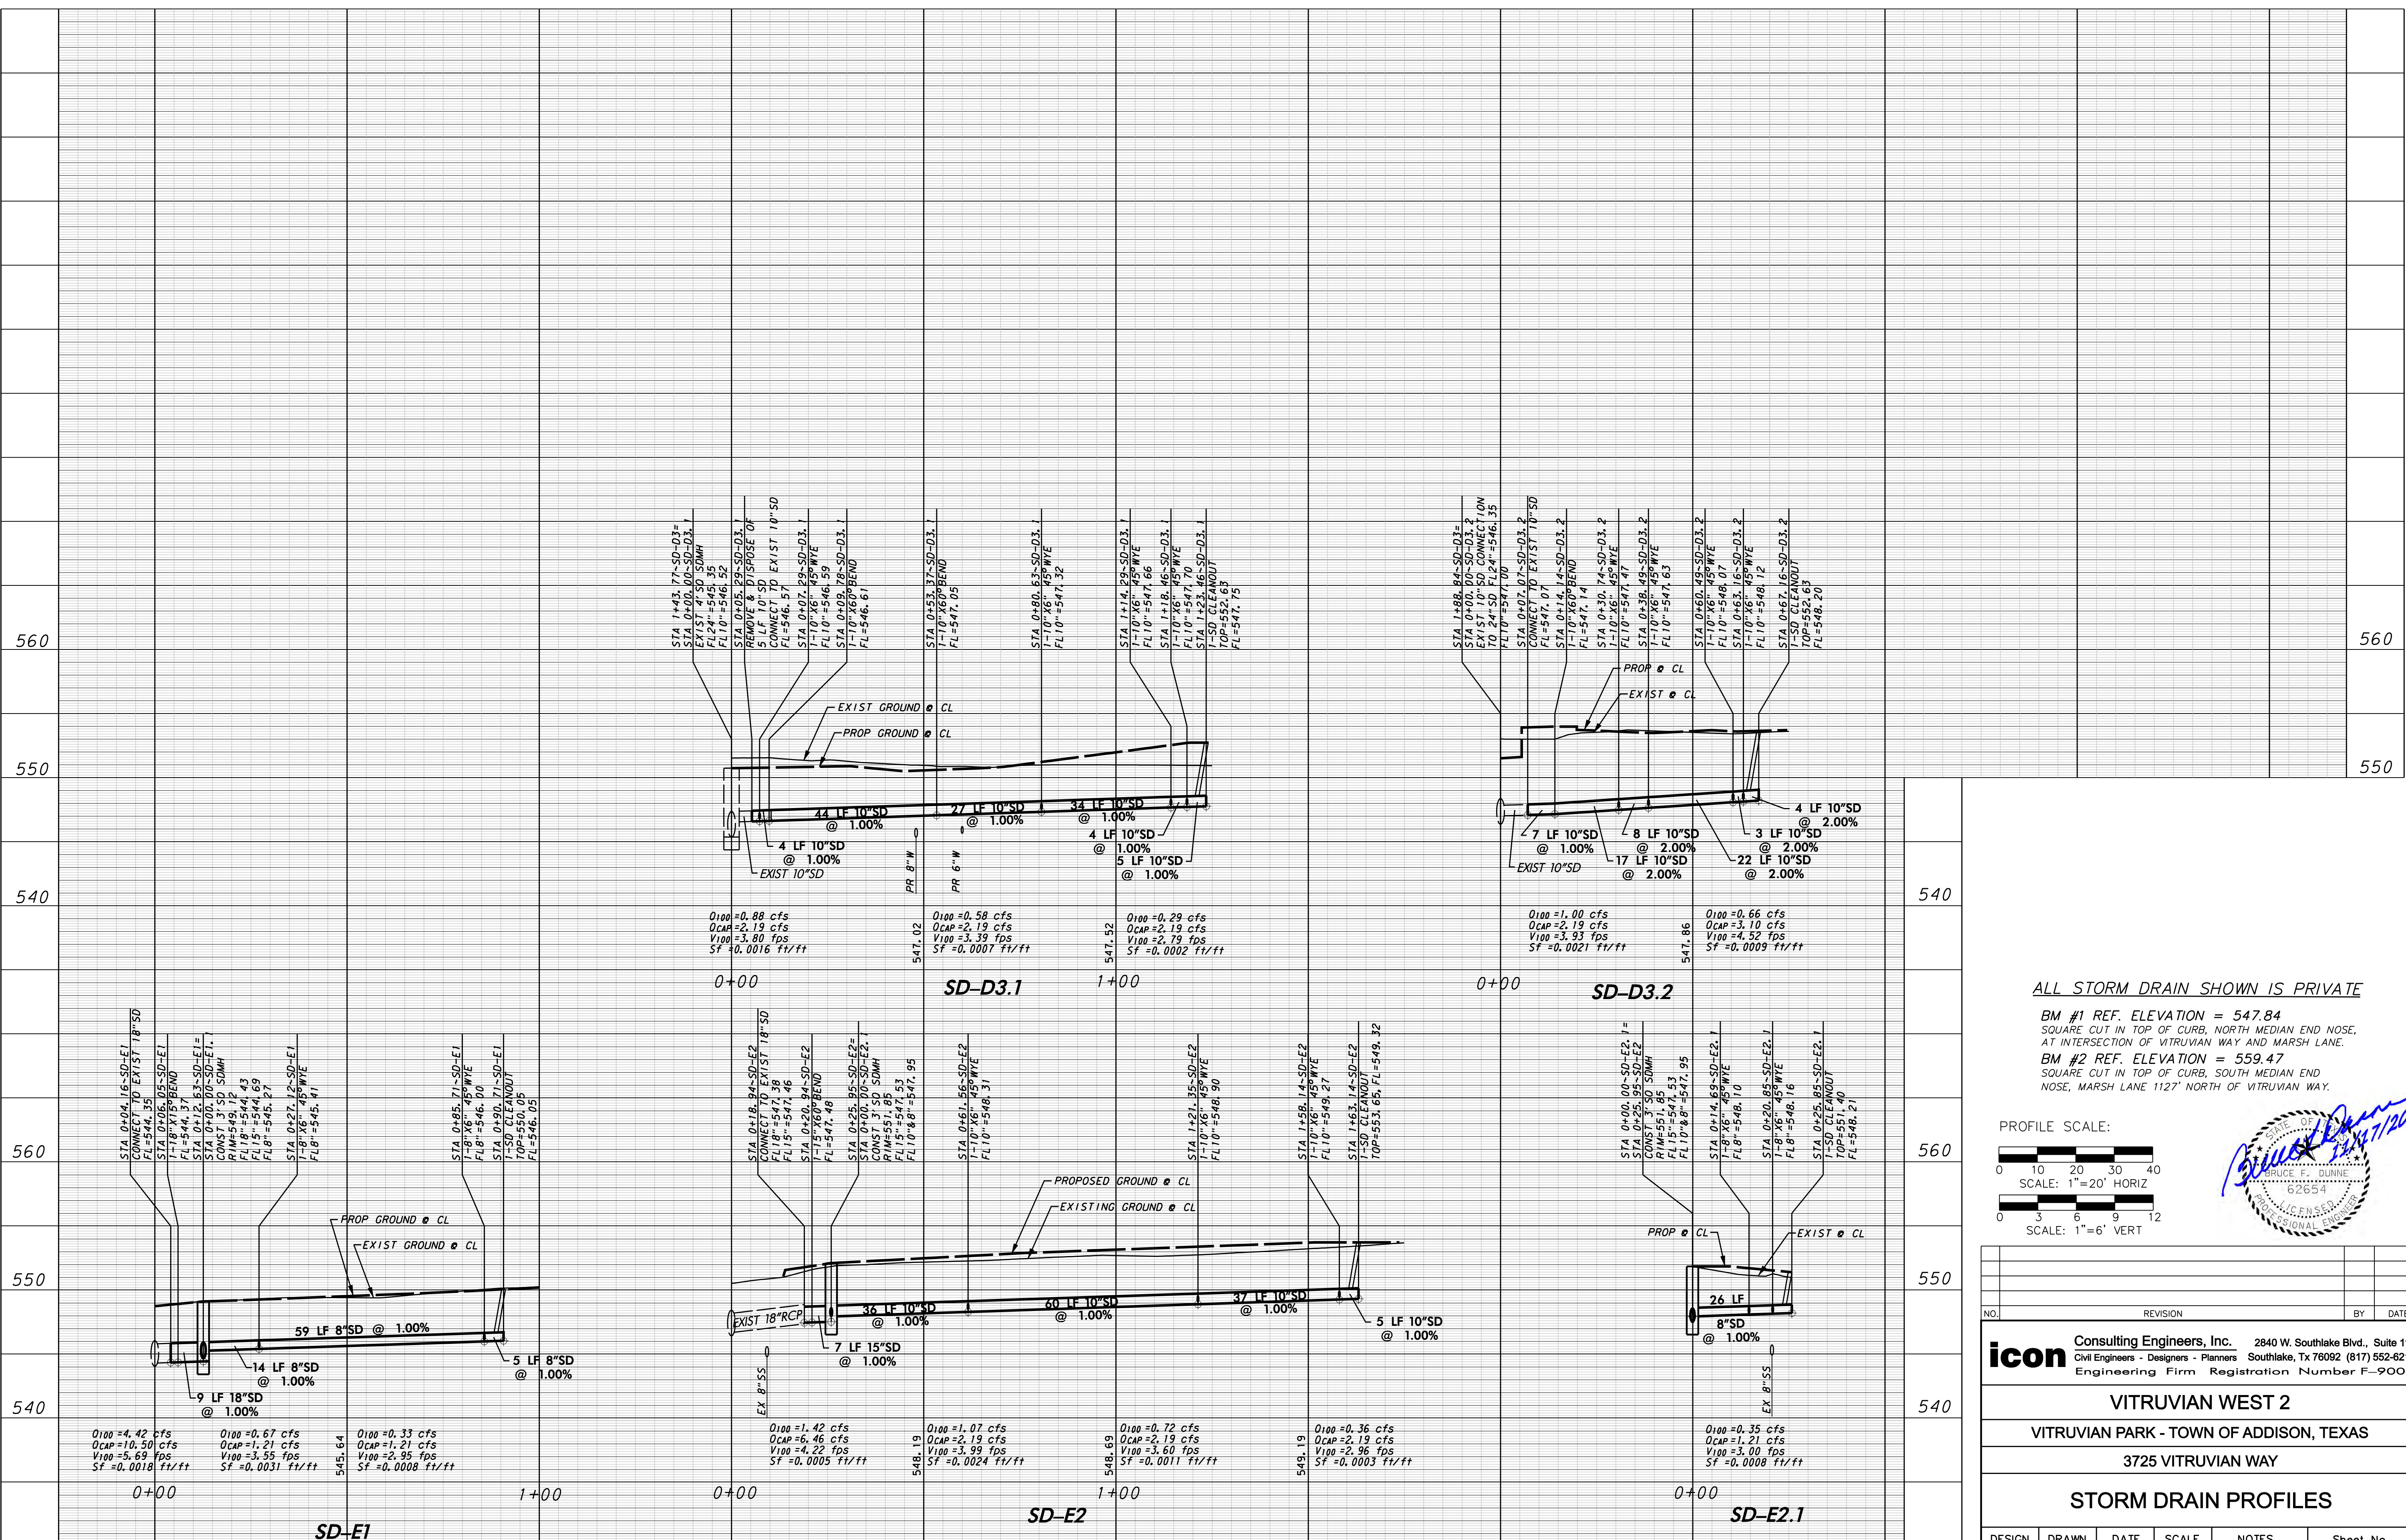 STA 1+43.77~SD-D3=
STA 0+00.00~SD-D3.1
EXIST 4' SQ SDMH
FL24"=545.35
FL10"=546.52
STA 0+05.29~SD-D3.1
REMOVE & DISPOSE OF
5 LF 10"SD
CONNECT TO EXIST 10"SD
FL=546.57
STA 0+07.29~SD-D3.1
1-10"X6" 45°WYE
FL10"=546.59
STA 0+09.78~SD-D3.1
1-10"X60°BEND
FL=546.61
STA 0+53.37~SD-D3.1
1-10"X60°BEND
FL=547.05
STA 0+80.63~SD-D3.1
1-10"X6" 45°WYE
FL10"=547.32
STA 1+14.29~SD-D3.1
1-10"X6" 45°WYE
FL10"=547.66
STA 1+18.46~SD-D3.1
1-10"X6" 45°WYE
FL10"=547.70
STA 1+23.46~SD-D3.1
1-SD CLEANOUT
TOP=552.63
FL=547.75
STA 1+88.84~SD-D3=
STA 0+00.00~SD-D3.2
EXIST 10"SD CONNECTION
TO 24"SD FL24"=546.35
FL10"=547.00
STA 0+07.07~SD-D3.2
CONNECT TO EXIST 10"SD
FL=547.07
STA 0+14.14~SD-D3.2
1-10"X60°BEND
FL=547.14
STA 0+30.74~SD-D3.2
1-10"X6" 45°WYE
FL10"=547.47
STA 0+38.49~SD-D3.2
1-10"X6" 45°WYE
FL10"=547.63
STA 0+60.49~SD-D3.2
1-10"X6" 45°WYE
FL10"=548.07
STA 0+63.16~SD-D3.2
1-10"X6" 45°WYE
FL10"=548.12
STA 0+67.16~SD-D3.2
1-SD CLEANOUT
TOP=552.63
FL=548.20
560
560
PROP @ CL
EXIST @ CL
EXIST GROUND @ CL
PROP GROUND @ CL
550
550
44 LF 10"SD
@ 1.00%
27 LF 10"SD
@ 1.00%
34 LF 10"SD
@ 1.00%
4 LF 10"SD
@ 1.00%
5 LF 10"SD
@ 1.00%
4 LF 10"SD
@ 1.00%
EXIST 10"SD
PR 8"W
PR 6"W
7 LF 10"SD
@ 1.00%
8 LF 10"SD
@ 2.00%
3 LF 10"SD
@ 2.00%
4 LF 10"SD
@ 2.00%
17 LF 10"SD
@ 2.00%
22 LF 10"SD
@ 2.00%
EXIST 10"SD
540
540
Q100=0.88 cfs
QCAP=2.19 cfs
V100=3.80 fps
Sf=0.0016 ft/ft
547.02
Q100=0.58 cfs
QCAP=2.19 cfs
V100=3.39 fps
Sf=0.0007 ft/ft
547.52
Q100=0.29 cfs
QCAP=2.19 cfs
V100=2.79 fps
Sf=0.0002 ft/ft
Q100=1.00 cfs
QCAP=2.19 cfs
V100=3.93 fps
Sf=0.0021 ft/ft
547.86
Q100=0.66 cfs
QCAP=3.10 cfs
V100=4.52 fps
Sf=0.0009 ft/ft
0+00
SD-D3.1
1+00
0+00
SD-D3.2
STA 0+04.16~SD-E1
CONNECT TO EXIST 18"SD
FL=544.35
STA 0+06.05~SD-E1
1-18"X15°BEND
FL=544.37
STA 0+12.63~SD-E1=
STA 0+00.00~SD-E1.1
CONST 3' SQ SDMH
RIM=549.12
FL18"=544.43
FL15"=544.69
FL8"=545.27
STA 0+27.12~SD-E1
1-8"X6" 45°WYE
FL8"=545.41
STA 0+85.71~SD-E1
1-8"X6" 45°WYE
FL8"=546.00
STA 0+90.71~SD-E1
1-SD CLEANOUT
TOP=550.05
FL=546.05
STA 0+18.94~SD-E2
CONNECT TO EXIST 18"SD
FL18"=547.38
FL15"=547.46
STA 0+20.94~SD-E2
1-15"X60°BEND
FL=547.48
STA 0+25.95~SD-E2=
STA 0+00.00~SD-E2.1
CONST 3' SQ SDMH
RIM=551.85
FL15"=547.53
FL10"&8"=547.95
STA 0+61.56~SD-E2
1-10"X6" 45°WYE
FL10"=548.31
STA 1+21.35~SD-E2
1-10"X6" 45°WYE
FL10"=548.90
STA 1+58.14~SD-E2
1-10"X6" 45°WYE
FL10"=549.27
STA 1+63.14~SD-E2
1-SD CLEANOUT
TOP=553.65, FL=549.32
STA 0+00.00~SD-E2.1=
STA 0+25.95~SD-E2
CONST 3' SQ SDMH
RIM=551.85
FL15"=547.53
FL10"&8"=547.95
STA 0+14.69~SD-E2.1
1-8"X6" 45°WYE
FL8"=548.10
STA 0+20.85~SD-E2.1
1-8"X6" 45°WYE
FL8"=548.16
STA 0+25.85~SD-E2.1
1-SD CLEANOUT
TOP=551.40
FL=548.21
560
560
PROP GROUND @ CL
EXIST GROUND @ CL
PROPOSED GROUND @ CL
EXISTING GROUND @ CL
PROP @ CL
EXIST @ CL
550
550
59 LF 8"SD @ 1.00%
14 LF 8"SD
@ 1.00%
5 LF 8"SD
@ 1.00%
9 LF 18"SD
@ 1.00%
EXIST 18"RCP
36 LF 10"SD
@ 1.00%
60 LF 10"SD
@ 1.00%
37 LF 10"SD
@ 1.00%
5 LF 10"SD
@ 1.00%
7 LF 15"SD
@ 1.00%
EX 8"SS
26 LF
8"SD
@ 1.00%
EX 8"SS
540
540
Q100=4.42 cfs
QCAP=10.50 cfs
V100=5.69 fps
Sf=0.0018 ft/ft
Q100=0.67 cfs
QCAP=1.21 cfs
V100=3.55 fps
Sf=0.0031 ft/ft
545.64
Q100=0.33 cfs
QCAP=1.21 cfs
V100=2.95 fps
Sf=0.0008 ft/ft
Q100=1.42 cfs
QCAP=6.46 cfs
V100=4.22 fps
Sf=0.0005 ft/ft
548.19
Q100=1.07 cfs
QCAP=2.19 cfs
V100=3.99 fps
Sf=0.0024 ft/ft
548.69
Q100=0.72 cfs
QCAP=2.19 cfs
V100=3.60 fps
Sf=0.0011 ft/ft
549.19
Q100=0.36 cfs
QCAP=2.19 cfs
V100=2.96 fps
Sf=0.0003 ft/ft
Q100=0.35 cfs
QCAP=1.21 cfs
V100=3.00 fps
Sf=0.0008 ft/ft
0+00
SD-E1
1+00
0+00
SD-E2
1+00
0+00
SD-E2.1
ALL STORM DRAIN SHOWN IS PRIVATE
BM #1 REF. ELEVATION = 547.84
SQUARE CUT IN TOP OF CURB, NORTH MEDIAN END NOSE,
AT INTERSECTION OF VITRUVIAN WAY AND MARSH LANE.
BM #2 REF. ELEVATION = 559.47
SQUARE CUT IN TOP OF CURB, SOUTH MEDIAN END
NOSE, MARSH LANE 1127' NORTH OF VITRUVIAN WAY.
PROFILE SCALE:
0 10 20 30 40
SCALE: 1"=20' HORIZ
0 3 6 9 12
SCALE: 1"=6' VERT
STATE OF
BRUCE F. DUNNE
62654
LICENSED
PROFESSIONAL ENGINEER
NO. REVISION BY DATE
icon Consulting Engineers, Inc. 2840 W. Southlake Blvd., Suite 1
Civil Engineers - Designers - Planners Southlake, Tx 76092 (817) 552-62
Engineering Firm Registration Number F-900
VITRUVIAN WEST 2
VITRUVIAN PARK - TOWN OF ADDISON, TEXAS
3725 VITRUVIAN WAY
STORM DRAIN PROFILES
DESIGN DRAWN DATE SCALE NOTES Sheet No.